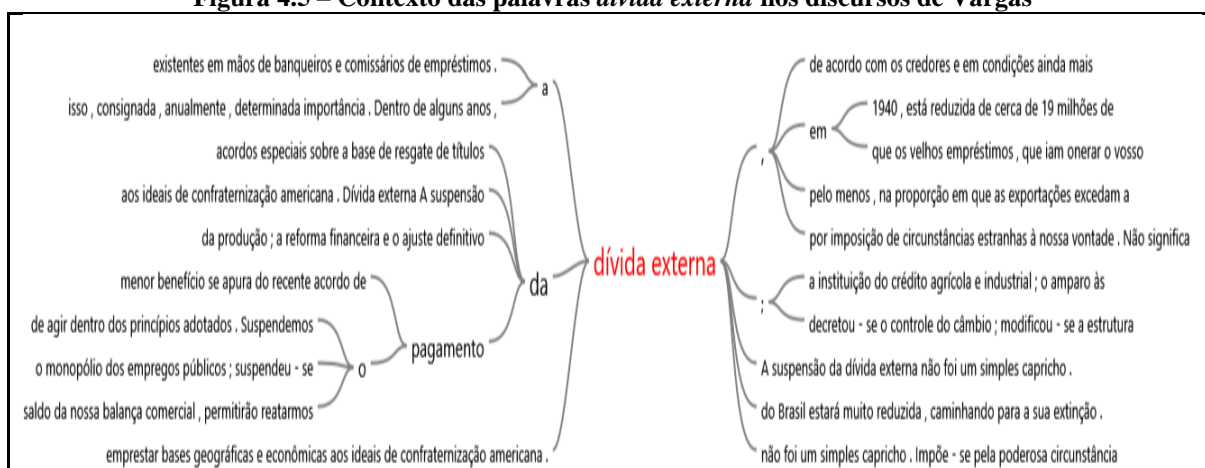 Figura 4.5 – Contexto das palavras dívida externa nos discursos de Vargas
existentes em mãos de banqueiros e comissários de empréstimos .
isso , consignada , anualmente , determinada importância . Dentro de alguns anos ,
a
acordos especiais sobre a base de resgate de títulos
aos ideais de confraternização americana . Dívida externa A suspensão
da produção ; a reforma financeira e o ajuste definitivo
menor benefício se apura do recente acordo de
de agir dentro dos princípios adotados . Suspendemos
o monopólio dos empregos públicos ; suspendeu - se
saldo da nossa balança comercial , permitirão reatarmos
o
pagamento
da
emprestar bases geográficas e econômicas aos ideais de confraternização americana .
dívida externa
,
de acordo com os credores e em condições ainda mais
em
1940 , está reduzida de cerca de 19 milhões de
que os velhos empréstimos , que iam onerar o vosso
pelo menos , na proporção em que as exportações excedam a
por imposição de circunstâncias estranhas à nossa vontade . Não significa
;
a instituição do crédito agrícola e industrial ; o amparo às
decretou - se o controle do câmbio ; modificou - se a estrutura
A suspensão da dívida externa não foi um simples capricho .
do Brasil estará muito reduzida , caminhando para a sua extinção .
não foi um simples capricho . Impõe - se pela poderosa circunstância